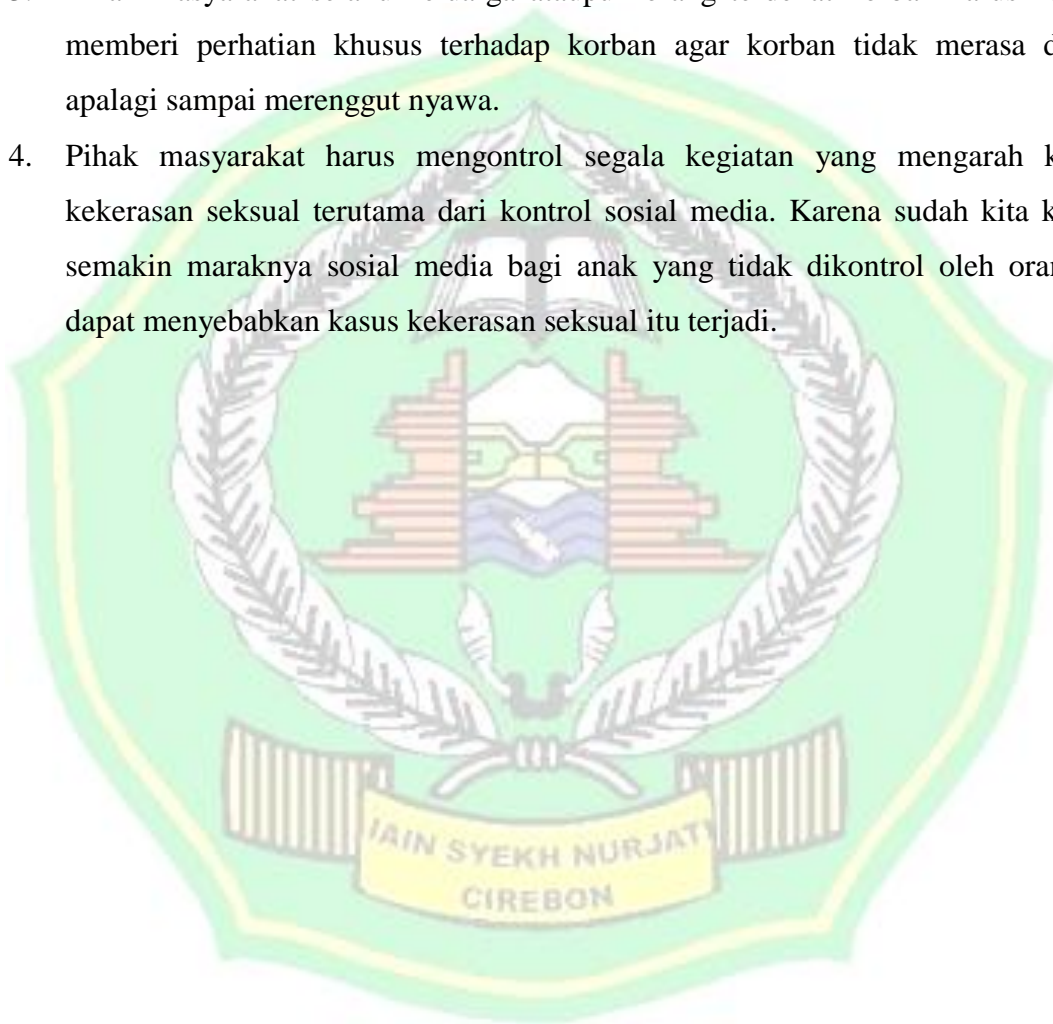 memberi perhatian khusus terhadap korban agar korban tidak merasa
apalagi sampai merenggut nyawa.
4. Pihak masyarakat harus mengontrol segala kegiatan yang mengarah
kekerasan seksual terutama dari kontrol sosial media. Karena sudah kita
semakin maraknya sosial media bagi anak yang tidak dikontrol oleh
dapat menyebabkan kasus kekerasan seksual itu terjadi.
IAIN SYEKH NURJATI
CIREBON